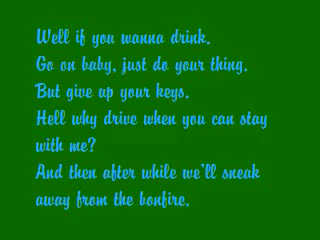 Well if you wanna drink.
Go on baby, just do your thing.
But give up your keys.
Hell why drive when you can stay
with me?
And then after while we'll sneak
away from the bonfire.